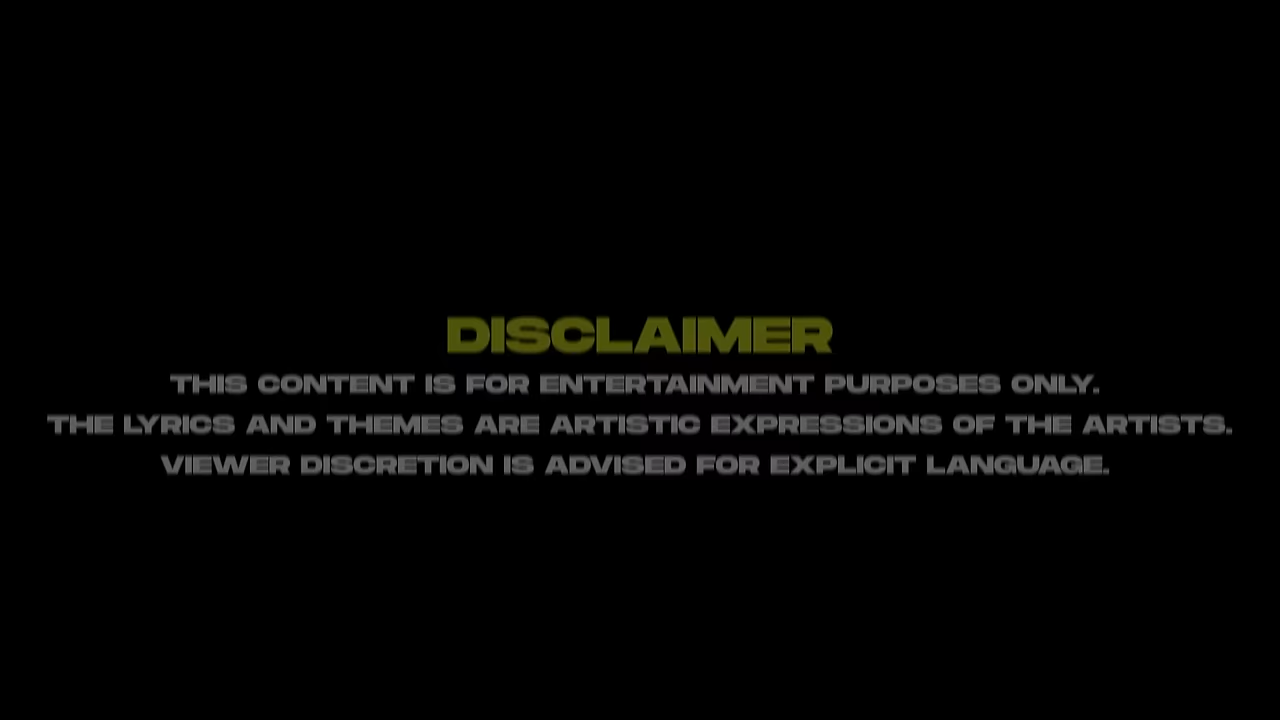 DISCLAIMER
THIS CONTENT IS FOR ENTERTAINMENT PURPOSES ONLY.
THE LYRICS AND THEMES ARE ARTISTIC EXPRESSIONS OF THE ARTISTS.
VIEWER DISCRETION IS ADVISED FOR EXPLICIT LANGUAGE.